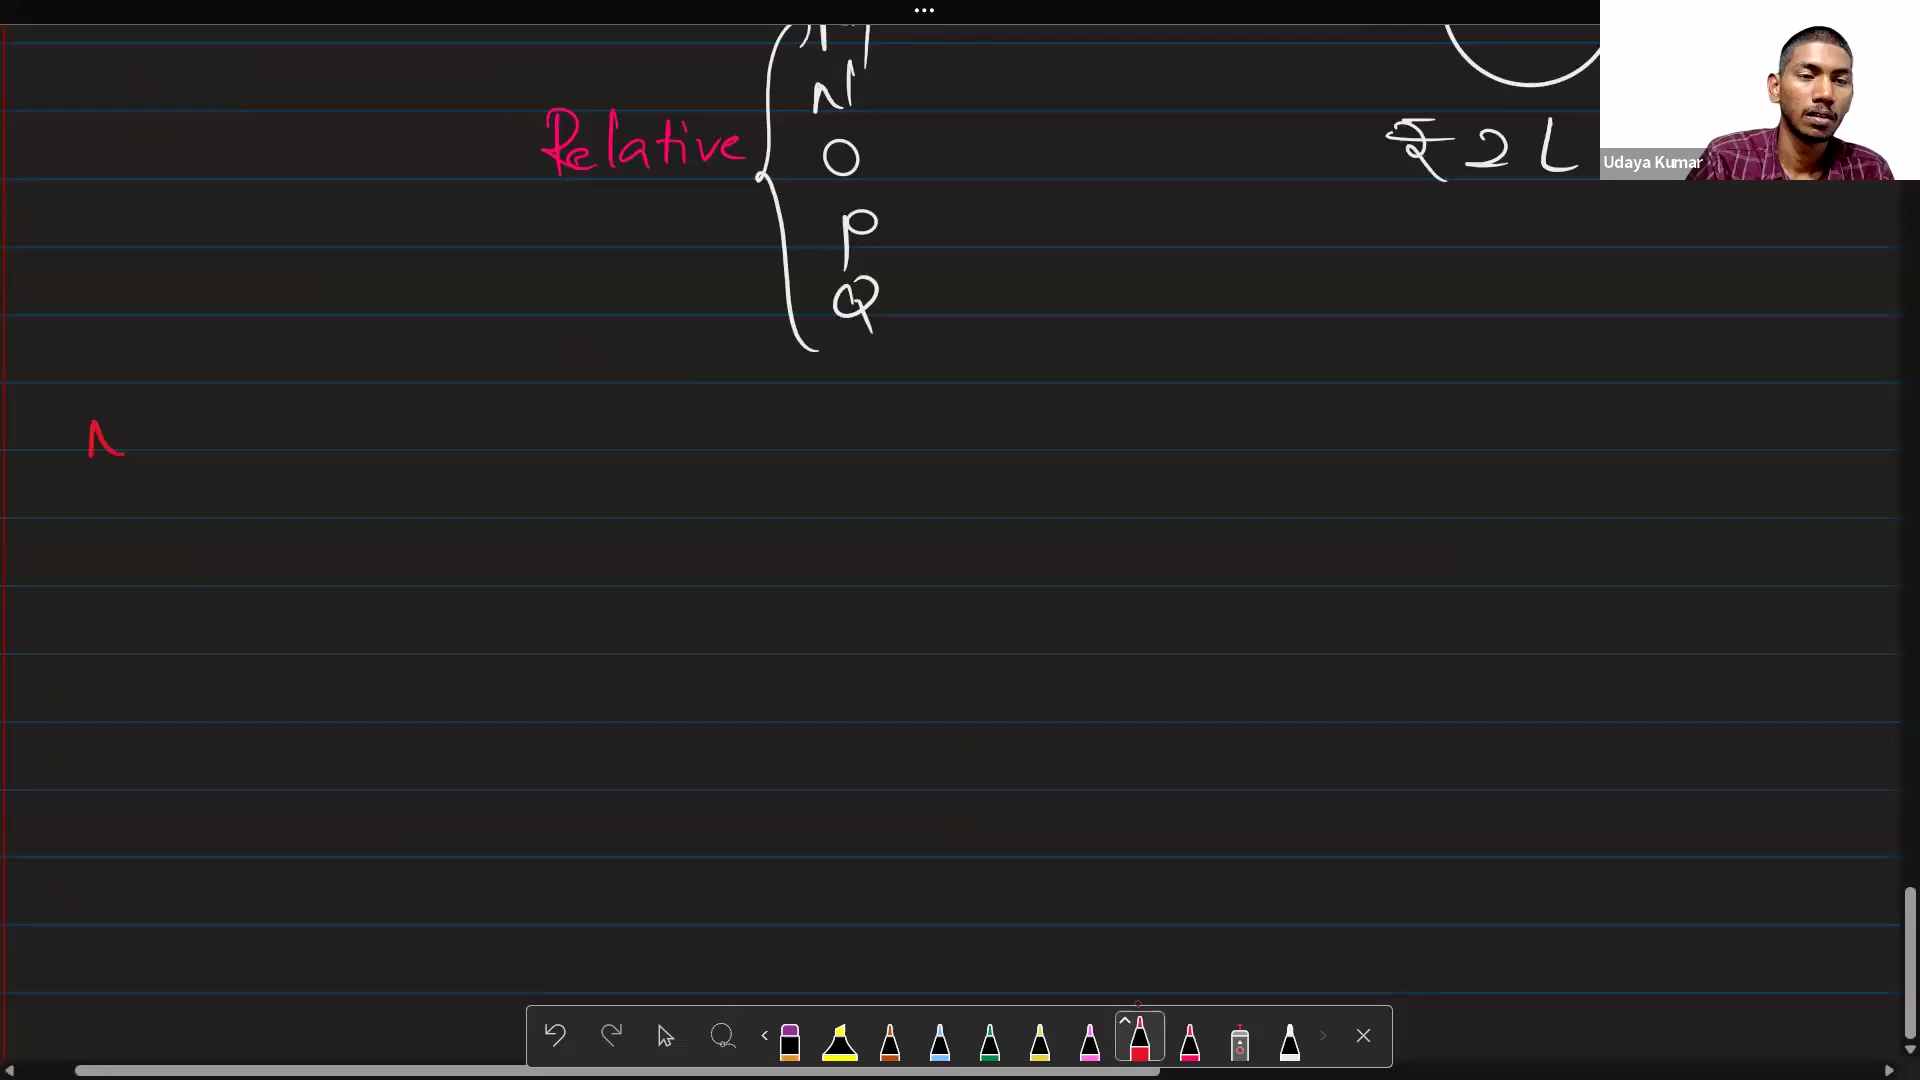 N
Relative
O
P
Q
₹ 2 L
Udaya Kumar